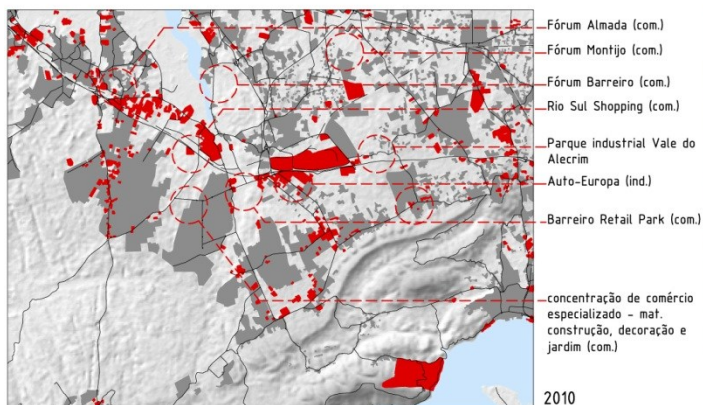 Fórum Almada (com.)
Fórum Montijo (com.)
Fórum Barreiro (com.)
Rio Sul Shopping (com.)
Parque industrial Vale do
Alecrim
Auto-Europa (ind.)
Barreiro Retail Park (com.)
concentração de comércio
especializado - mat.
construção, decoração e
jardim (com.)
2010